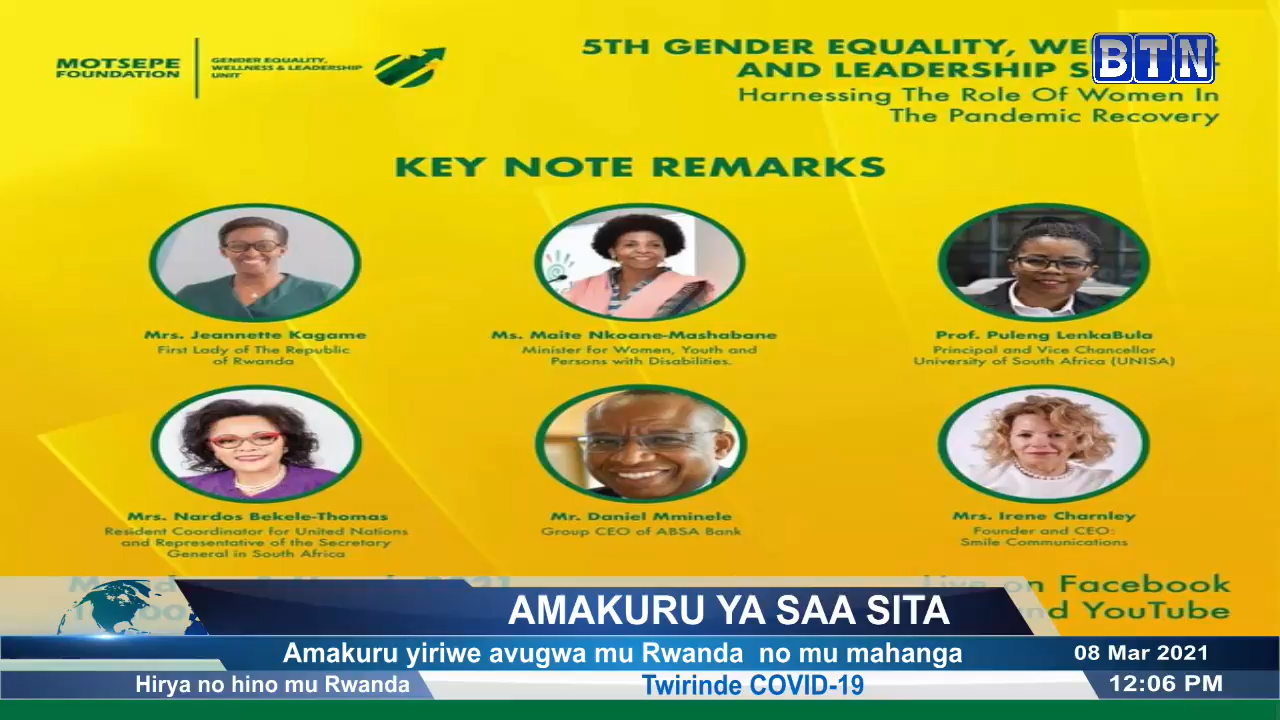 MOTSEPE
FOUNDATION
GENDER EQUALITY,
WELLNESS & LEADERSHIP
UNIT
5TH GENDER EQUALITY,
AND LEADERSHIP
BTN
Harnessing The Role Of Women In
The Pandemic Recovery
KEY NOTE REMARKS
Mrs. Jeannette Kagame
First Lady of The Republic
of Rwanda
Ms. Maite Nkoane-Mashabane
Minister for Women, Youth and
Persons with Disabilities.
Prof. Puleng LenkaBula
Principal and Vice Chancellor
University of South Africa (UNISA)
Mrs. Nardos Bekele-Thomas
Resident Coordinator for United Nations
and Representative of the Secretary
General in South Africa
Mr. Daniel Mminele
Group CEO of ABSA Bank
Mrs. Irene Charnley
Founder and CEO:
Smile Communications
on Facebook
YouTube
AMAKURU YA SAA SITA
Amakuru yiriwe avugwa mu Rwanda no mu mahanga
08 Mar 2021
Hirya no hino mu Rwanda
Twirinde COVID-19
12:06 PM